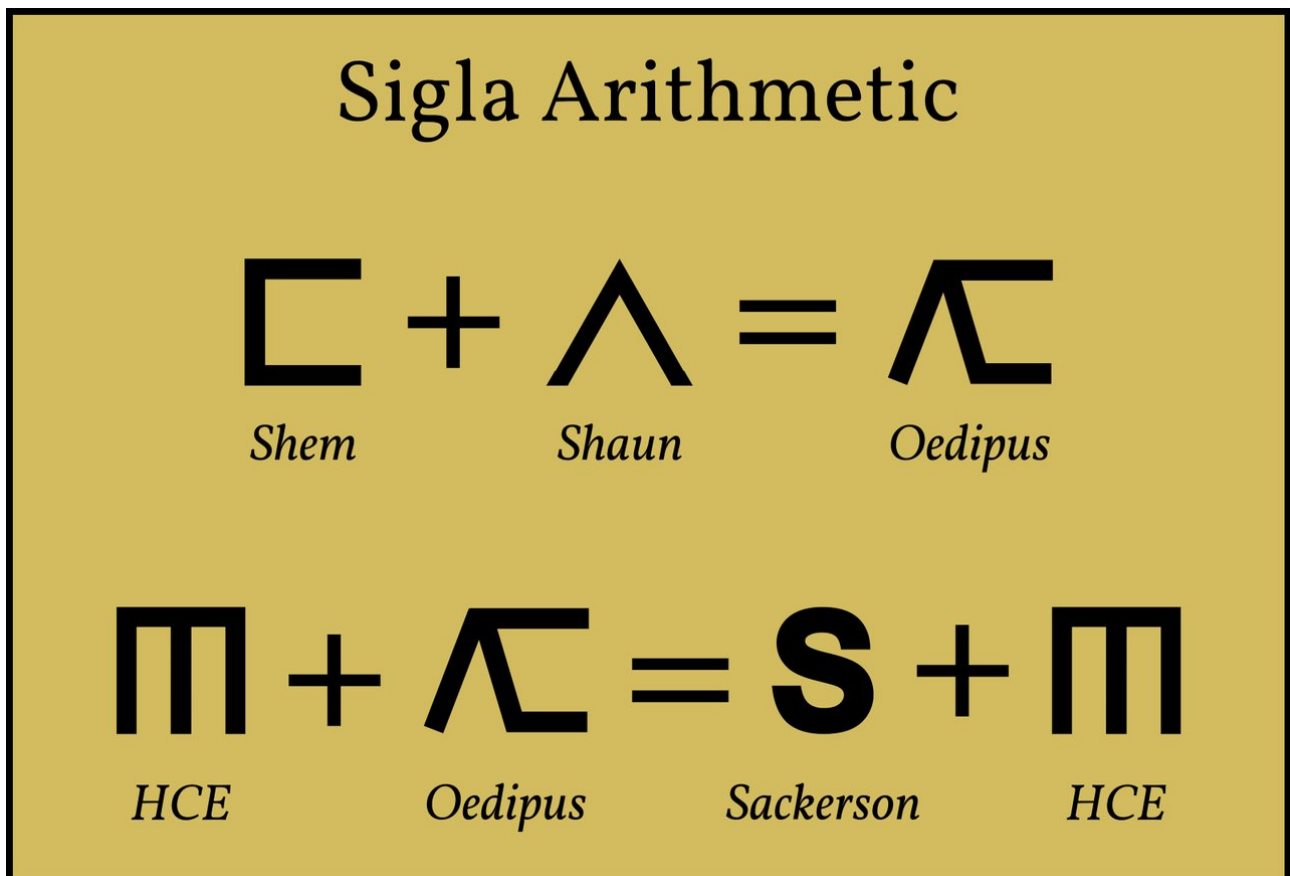 Sigla Arithmetic
⊏ + Λ = Λ⊏
Shem Shaun Oedipus
Ш + Λ⊏ = S + Ш
HCE Oedipus Sackerson HCE